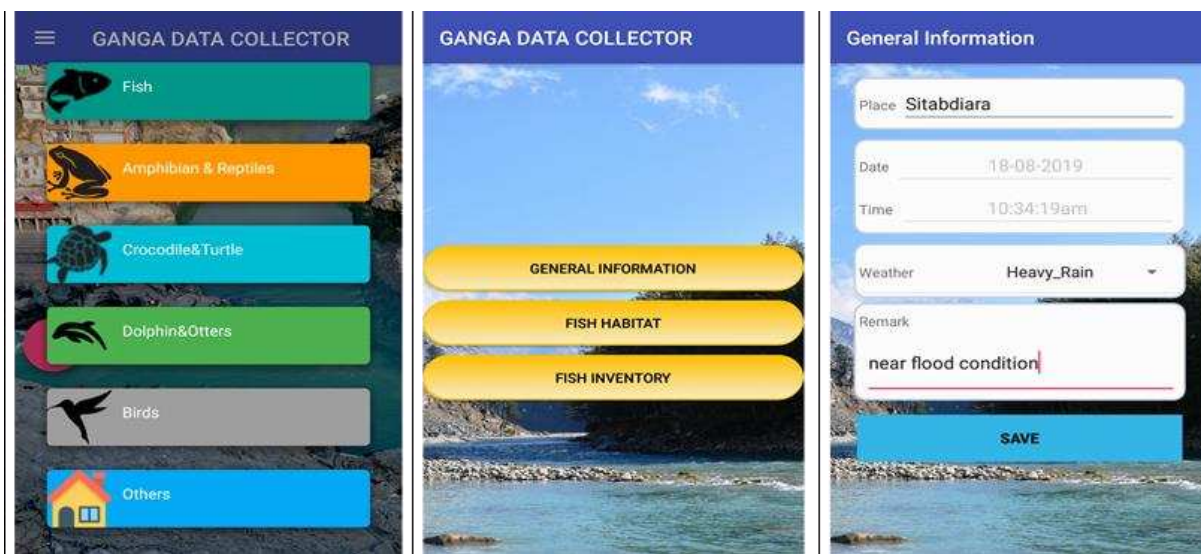 GANGA DATA COLLECTOR
Fish
Amphibian & Reptiles
Crocodile&Turtle
Dolphin&Otters
Birds
Others
GANGA DATA COLLECTOR
GENERAL INFORMATION
FISH HABITAT
FISH INVENTORY
General Information
Place Sitabdiara
Date 18-08-2019
Time 10:34:19am
Weather Heavy_Rain
Remark
near flood condition
SAVE